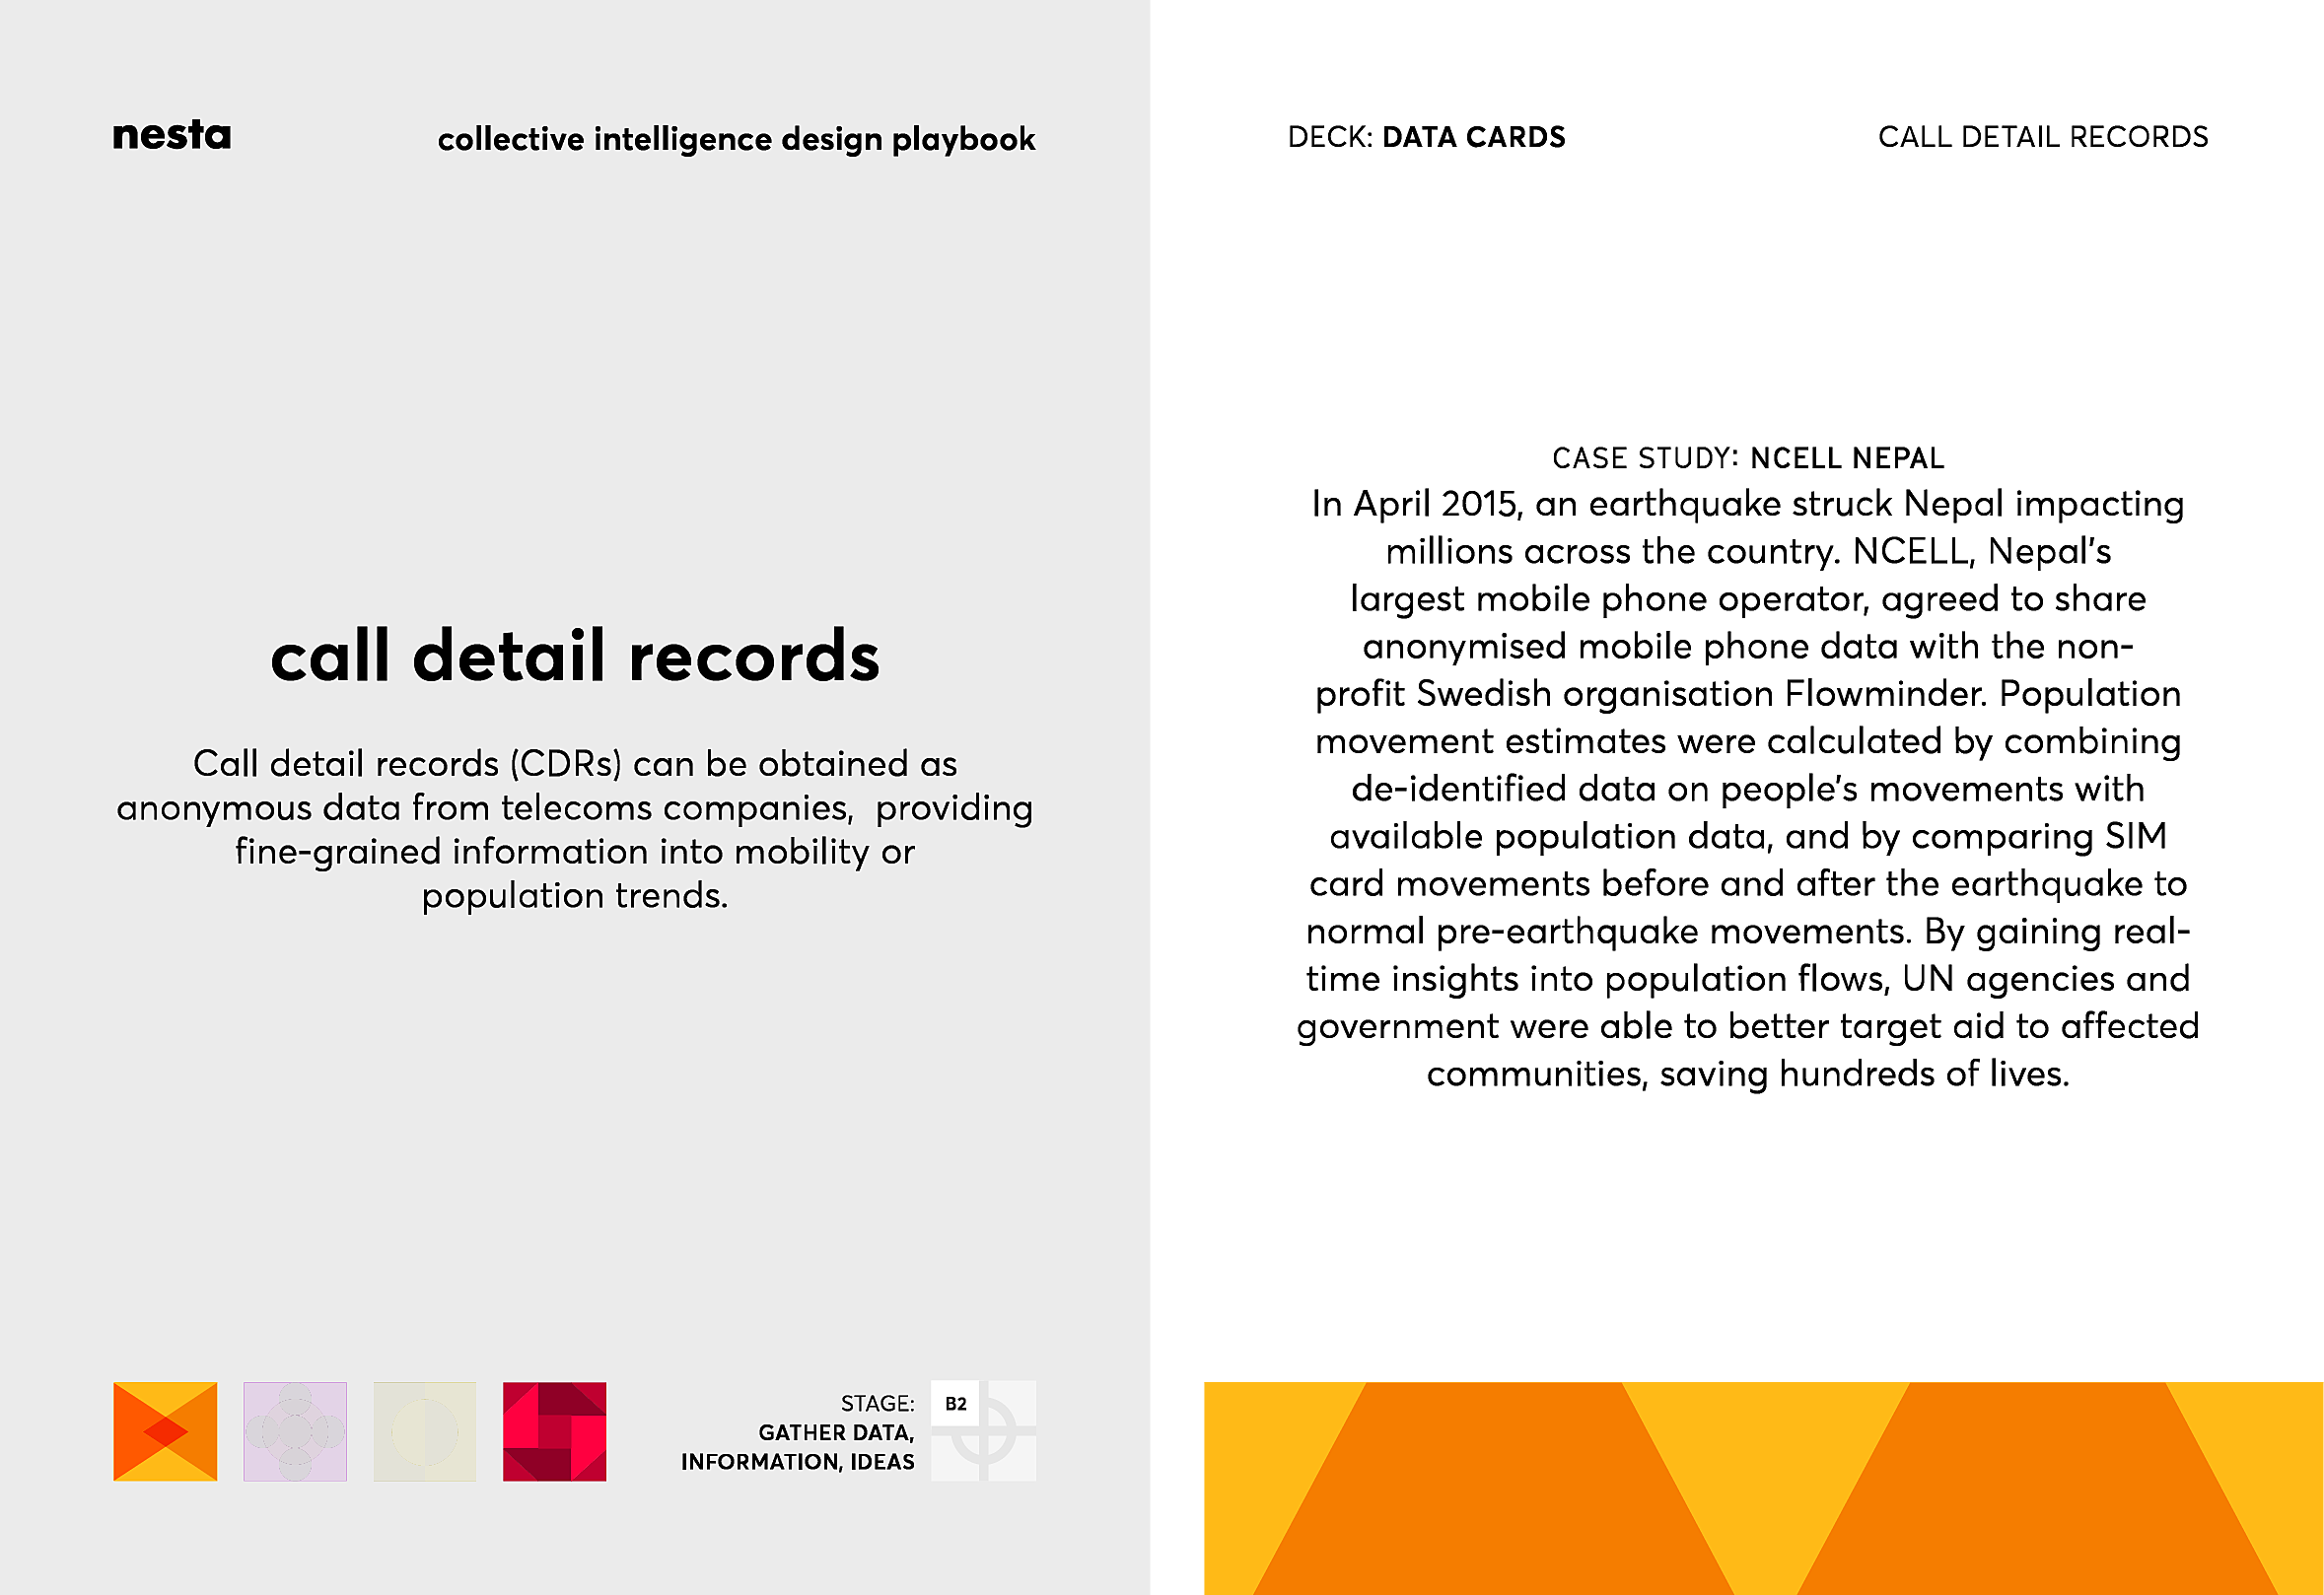 nesta
collective intelligence design playbook
call detail records
Call detail records (CDRs) can be obtained as
anonymous data from telecoms companies,  providing
fine-grained information into mobility or
population trends.
STAGE:
GATHER DATA,
INFORMATION, IDEAS
B2
DECK: DATA CARDS
CALL DETAIL RECORDS
CASE STUDY: NCELL NEPAL
In April 2015, an earthquake struck Nepal impacting
millions across the country. NCELL, Nepal’s
largest mobile phone operator, agreed to share
anonymised mobile phone data with the non-
profit Swedish organisation Flowminder. Population
movement estimates were calculated by combining
de-identified data on people’s movements with
available population data, and by comparing SIM
card movements before and after the earthquake to
normal pre-earthquake movements. By gaining real-
time insights into population flows, UN agencies and
government were able to better target aid to affected
communities, saving hundreds of lives.